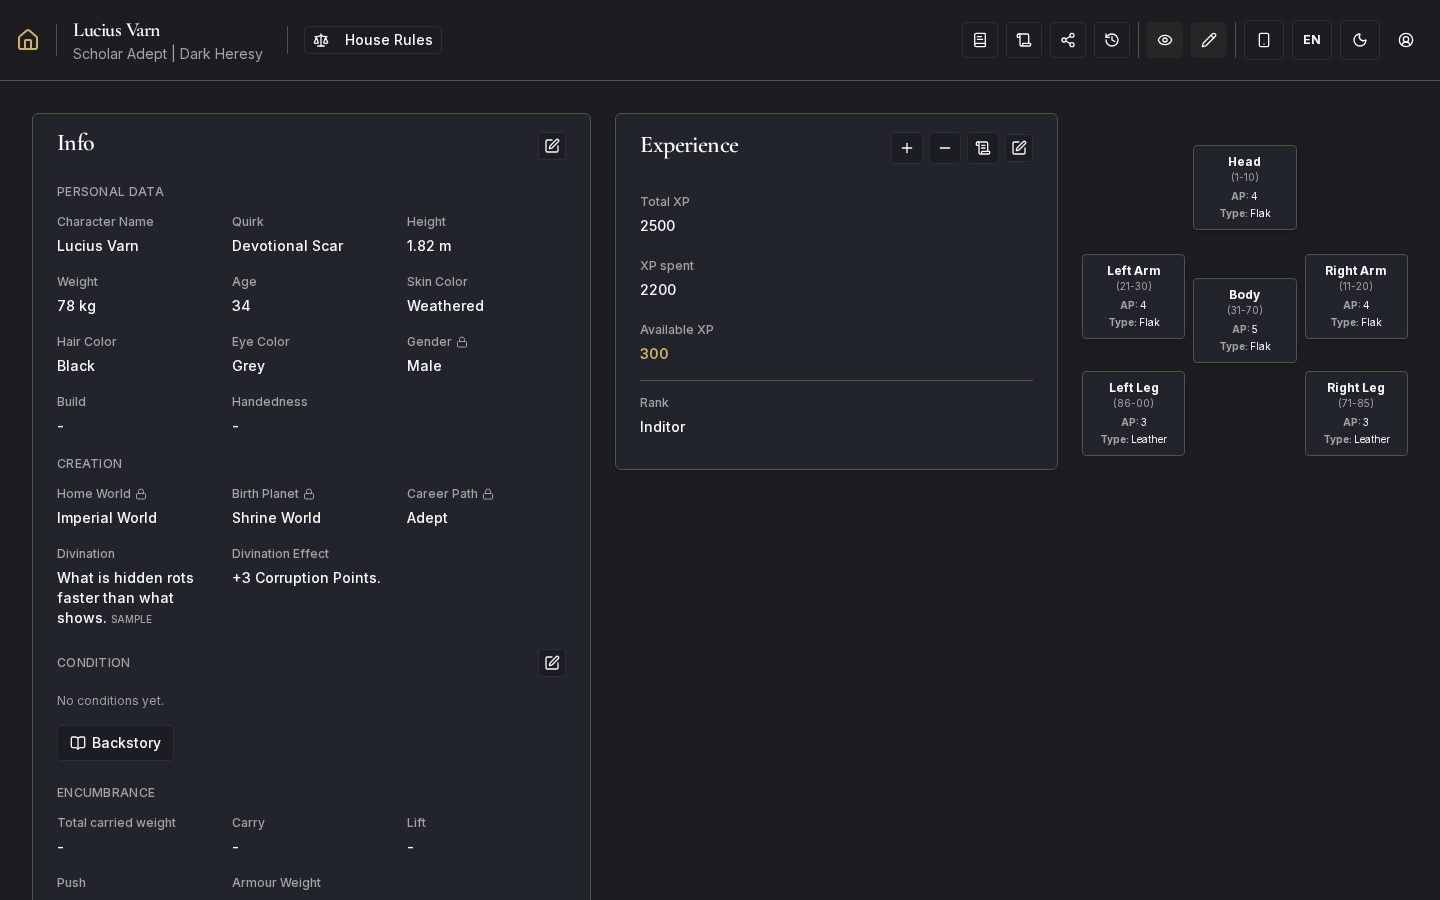 Lucius Varn
Scholar Adept | Dark Heresy
House Rules
EN
Info
PERSONAL DATA
Character Name Quirk Height
Lucius Varn Devotional Scar 1.82 m
Weight Age Skin Color
78 kg 34 Weathered
Hair Color Eye Color Gender
Black Grey Male
Build Handedness
- -
CREATION
Home World Birth Planet Career Path
Imperial World Shrine World Adept
Divination Divination Effect
What is hidden rots +3 Corruption Points.
faster than what
shows. SAMPLE
CONDITION
No conditions yet.
Backstory
ENCUMBRANCE
Total carried weight Carry Lift
- - -
Push Armour Weight
Experience
Total XP
2500
XP spent
2200
Available XP
300
Rank
Inditor
Head
(1-10)
AP: 4
Type: Flak
Left Arm
(21-30)
AP: 4
Type: Flak
Body
(31-70)
AP: 5
Type: Flak
Right Arm
(11-20)
AP: 4
Type: Flak
Left Leg
(86-00)
AP: 3
Type: Leather
Right Leg
(71-85)
AP: 3
Type: Leather